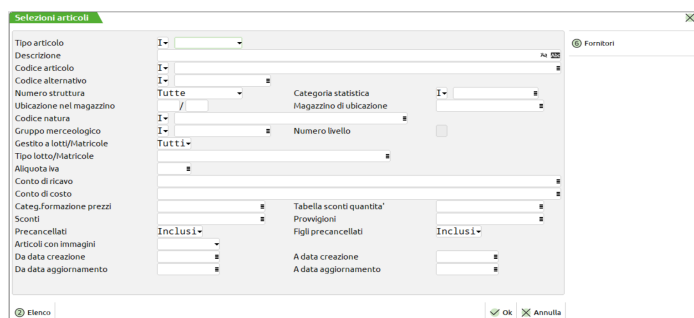 Selezioni articoli
Tipo articolo I
Descrizione Aa Abc
Codice articolo I
Codice alternativo I
Numero struttura Tutte Categoria statistica I
Ubicazione nel magazzino / Magazzino di ubicazione
Codice natura I
Gruppo merceologico I Numero livello
Gestito a lotti/Matricole Tutti
Tipo lotto/Matricole
Aliquota iva
Conto di ricavo
Conto di costo
Categ.formazione prezzi Tabella sconti quantita'
Sconti Provvigioni
Precancellati Inclusi Figli precancellati Inclusi
Articoli con immagini
Da data creazione A data creazione
Da data aggiornamento A data aggiornamento
6 Fornitori
2 Elenco Ok Annulla